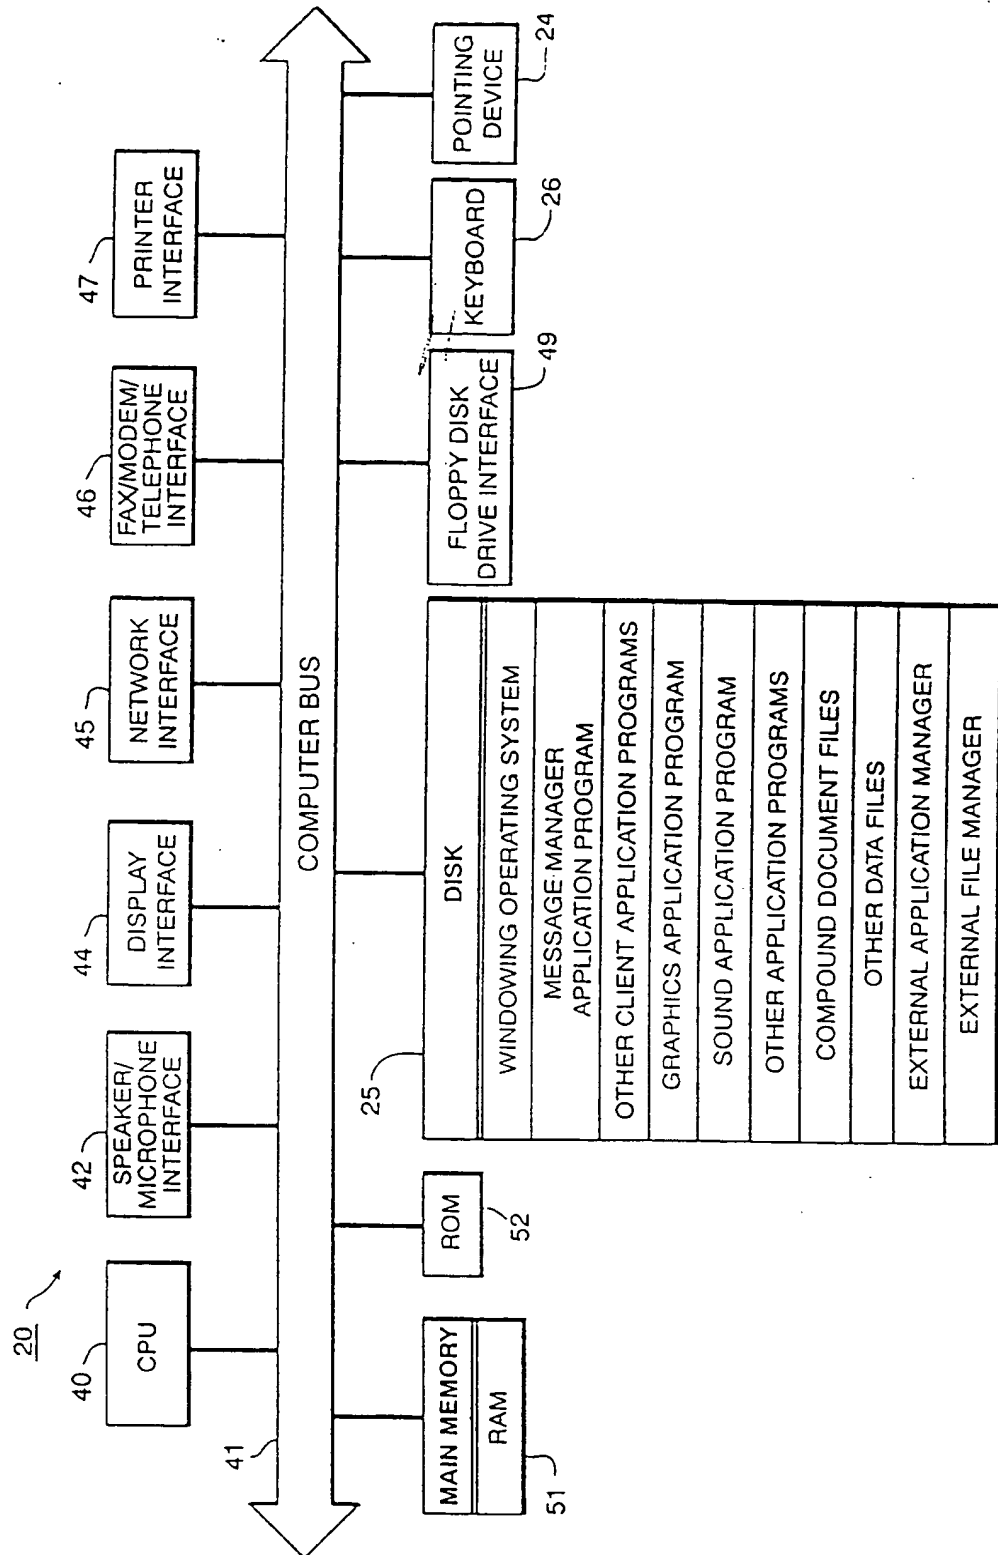 20
40
CPU
42
SPEAKER/
MICROPHONE
INTERFACE
44
DISPLAY
INTERFACE
45
NETWORK
INTERFACE
46
FAX/MODEM/
TELEPHONE
INTERFACE
47
PRINTER
INTERFACE
41
COMPUTER BUS
MAIN MEMORY
RAM
51
ROM
52
25
DISK
WINDOWING OPERATING SYSTEM
MESSAGE MANAGER
APPLICATION PROGRAM
OTHER CLIENT APPLICATION PROGRAMS
GRAPHICS APPLICATION PROGRAM
SOUND APPLICATION PROGRAM
OTHER APPLICATION PROGRAMS
COMPOUND DOCUMENT FILES
OTHER DATA FILES
EXTERNAL APPLICATION MANAGER
EXTERNAL FILE MANAGER
FLOPPY DISK
DRIVE INTERFACE
49
KEYBOARD
26
POINTING
DEVICE
24